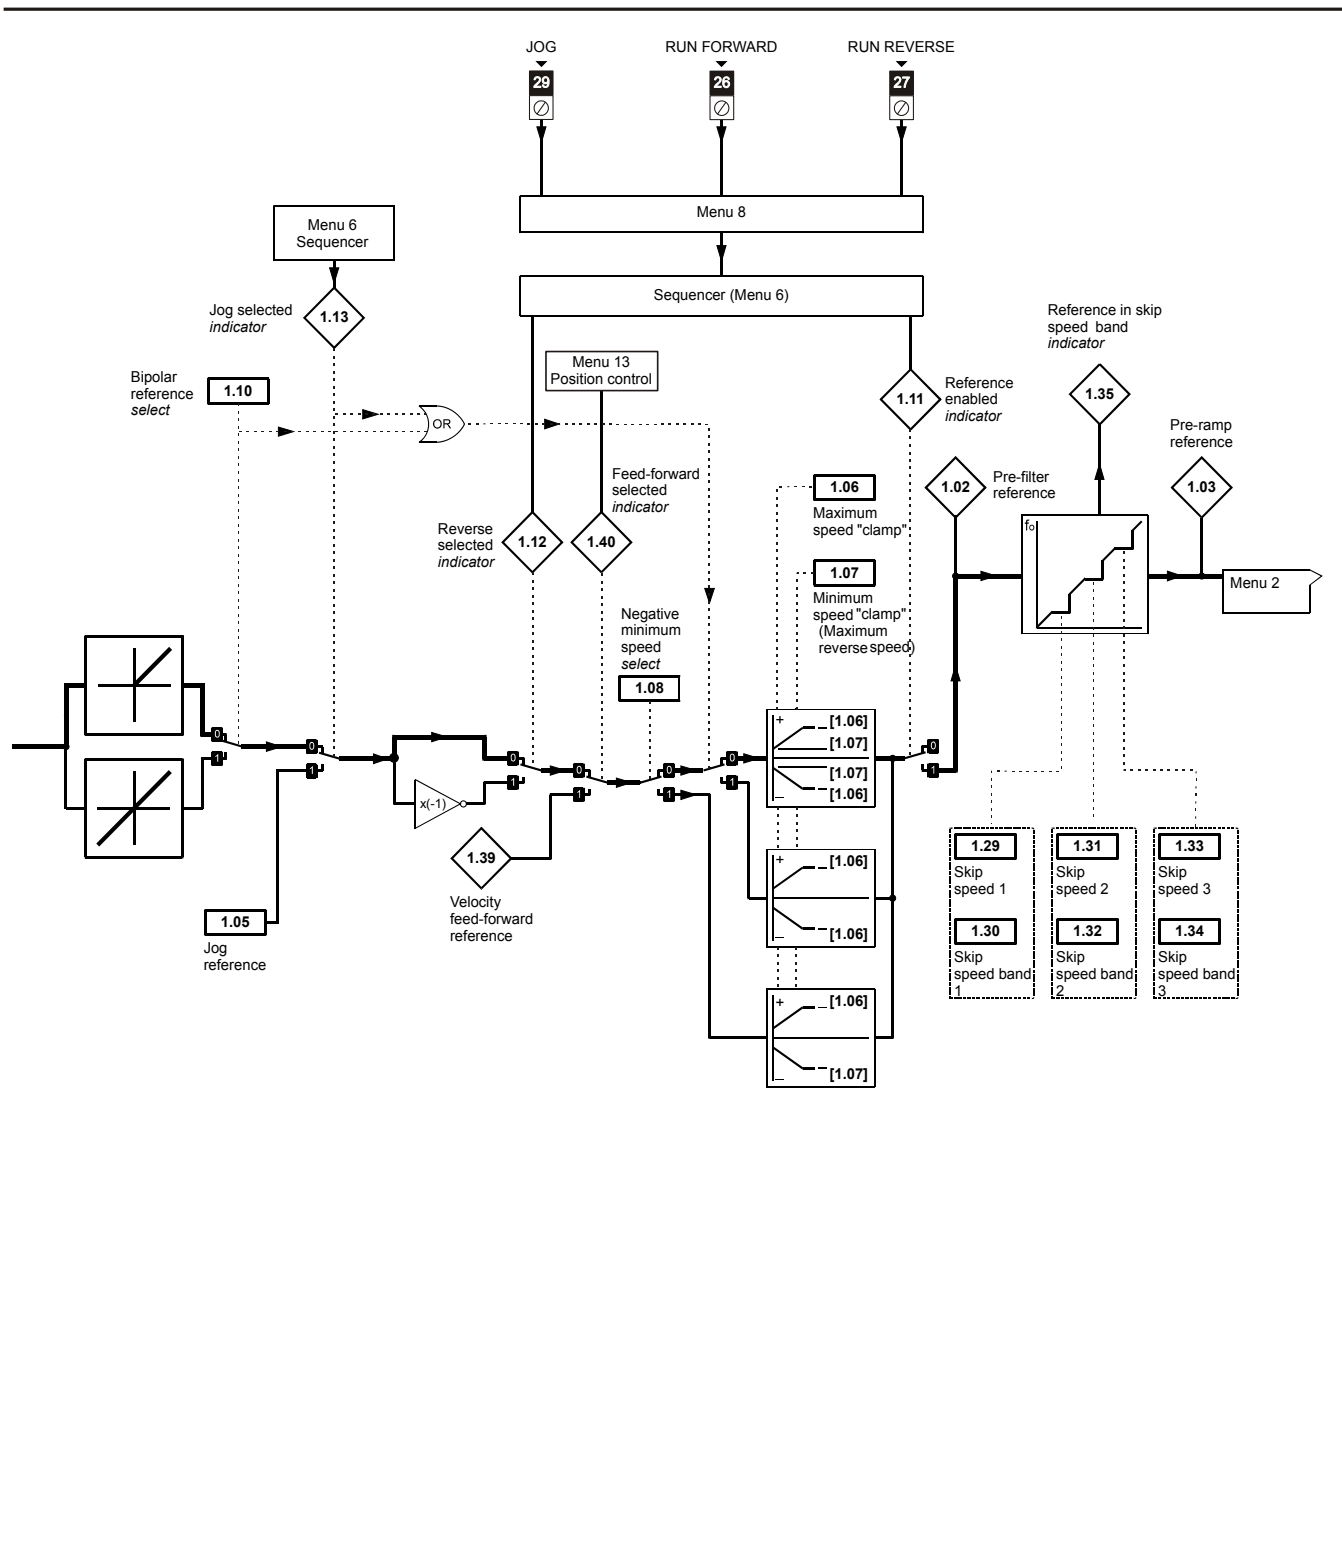 JOG
RUN FORWARD
RUN REVERSE
29
26
27
Menu 8
Menu 6
Sequencer
Sequencer (Menu 6)
Jog selected
indicator
1.13
Reference in skip
speed band
indicator
1.35
Menu 13
Position control
Bipolar
reference
select
1.10
OR
1.11
Reference
enabled
indicator
Pre-ramp
reference
1.03
1.02
Pre-filter
reference
Feed-forward
selected
indicator
1.06
Maximum
speed "clamp"
Reverse
selected
indicator
1.12
1.40
fo
1.07
Minimum
speed "clamp"
(Maximum
reverse speed)
Menu 2
Negative
minimum
speed
select
1.08
0
1
0
1
x(-1)
0
1
0
1
0
1
0
1
+
[1.06]
[1.07]
[1.07]
[1.06]
–
0
1
1.39
Velocity
feed-forward
reference
+
[1.06]
[1.06]
–
1.05
Jog
reference
+
[1.06]
[1.07]
–
1.29
Skip
speed 1
1.30
Skip
speed band
1
1.31
Skip
speed 2
1.32
Skip
speed band
2
1.33
Skip
speed 3
1.34
Skip
speed band
3